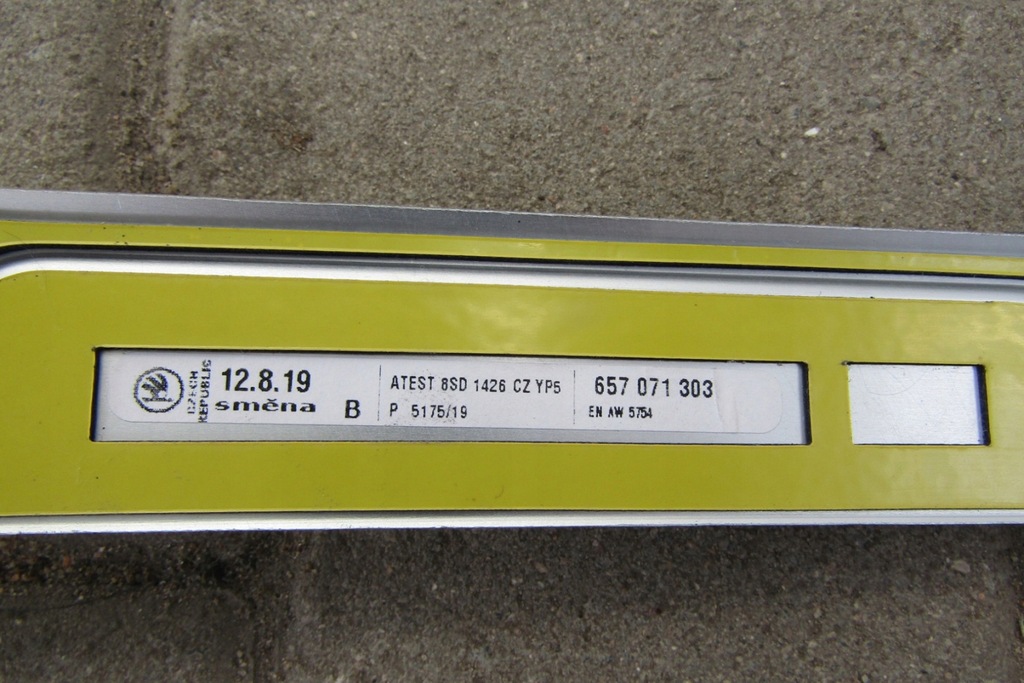 CZECH
REPUBLIC
12.8.19
směna B
ATEST 8SD 1426 CZ YP5
P 5175/19
657 071 303
EN AW 5754